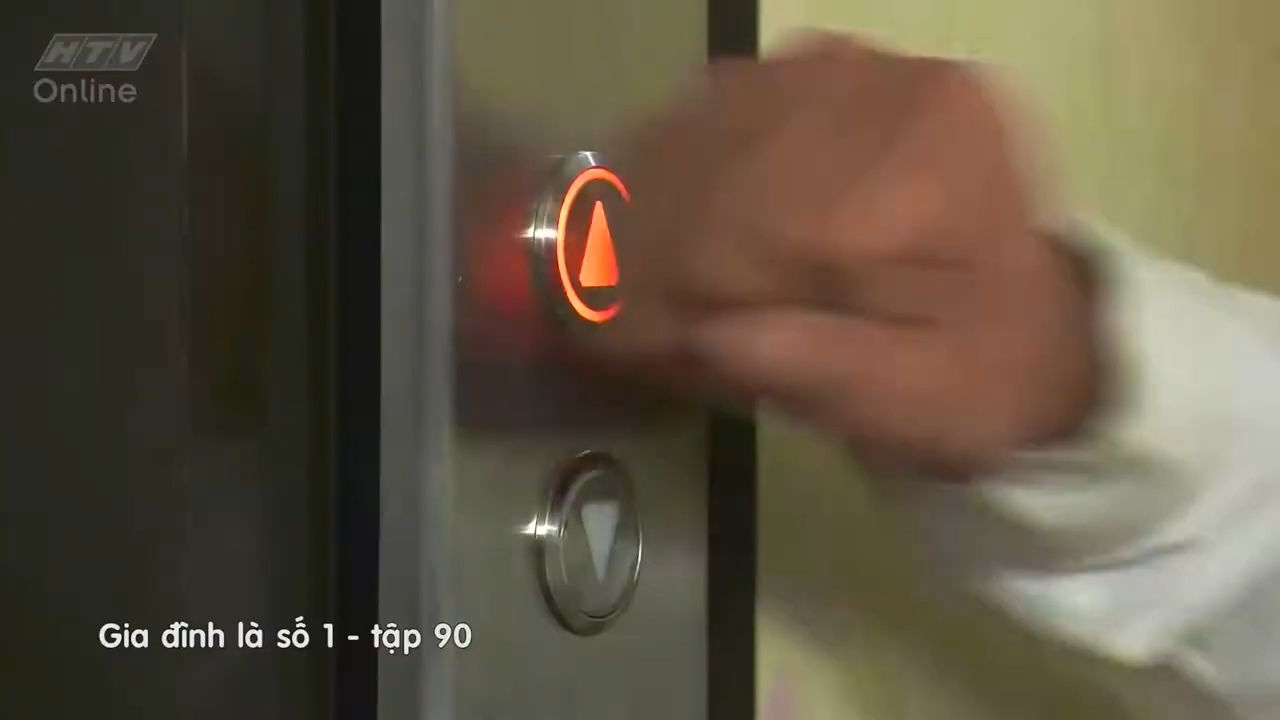 HTV
Online
Gia đình là số 1 - tập 90